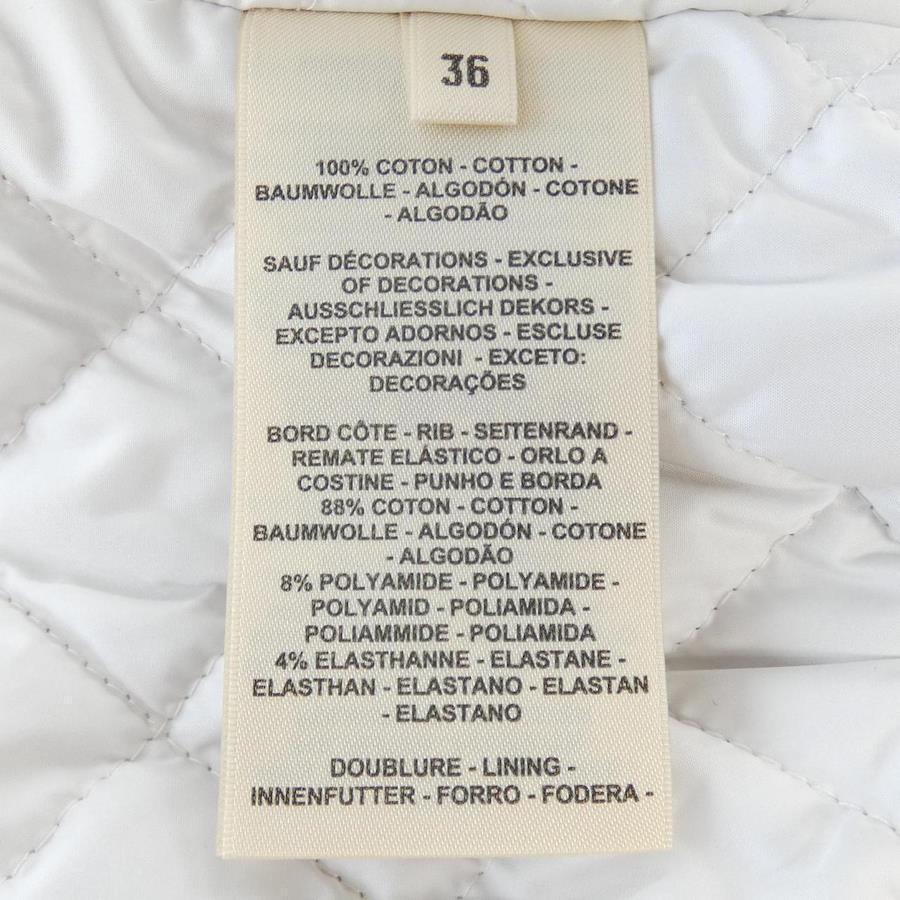 36
100% COTON - COTTON -
BAUMWOLLE - ALGODÓN - COTONE
- ALGODÃO
SAUF DÉCORATIONS - EXCLUSIVE
OF DECORATIONS -
AUSSCHLIESSLICH DEKORS -
EXCEPTO ADORNOS - ESCLUSE
DECORAZIONI - EXCETO:
DECORAÇÕES
BORD CÔTE - RIB - SEITENRAND -
REMATE ELÁSTICO - ORLO A
COSTINE - PUNHO E BORDA
88% COTON - COTTON -
BAUMWOLLE - ALGODÓN - COTONE
- ALGODÃO
8% POLYAMIDE - POLYAMIDE -
POLYAMID - POLIAMIDA -
POLIAMMIDE - POLIAMIDA
4% ELASTHANNE - ELASTANE -
ELASTHAN - ELASTANO - ELASTAN
- ELASTANO
DOUBLURE - LINING -
INNENFUTTER - FORRO - FODERA -